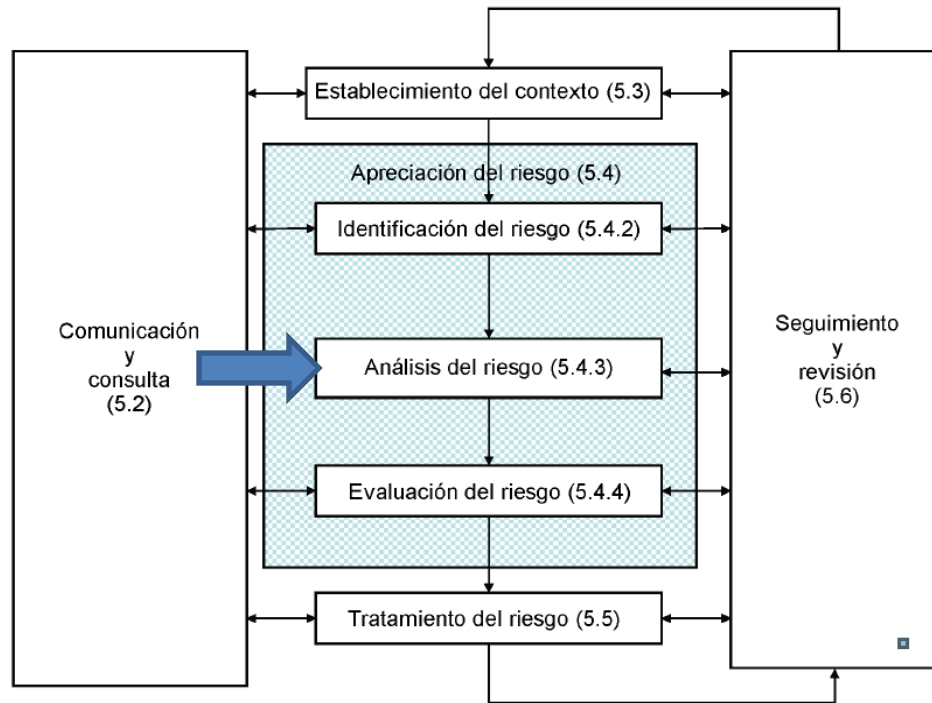 Establecimiento del contexto (5.3)
Apreciación del riesgo (5.4)
Identificación del riesgo (5.4.2)
Comunicación
y
consulta
(5.2)
Análisis del riesgo (5.4.3)
Seguimiento
y
revisión
(5.6)
Evaluación del riesgo (5.4.4)
Tratamiento del riesgo (5.5)